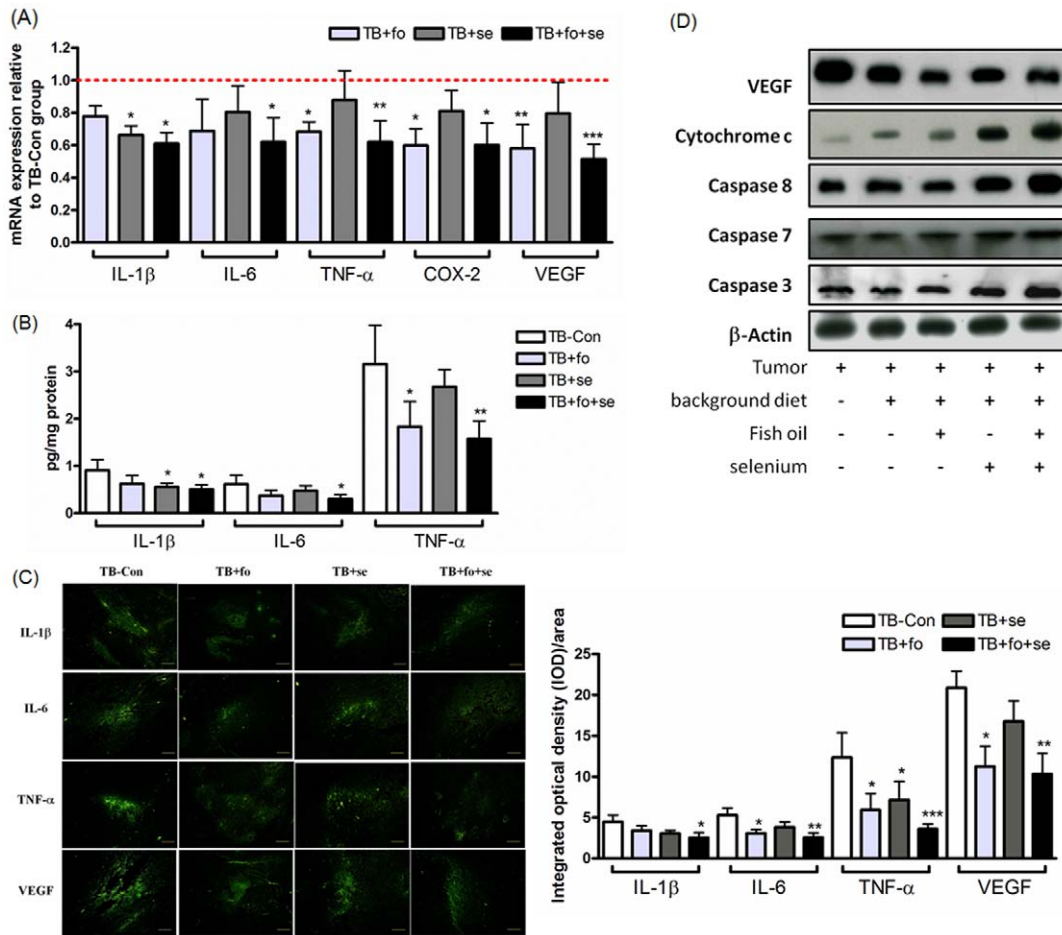 (A)
TB+fo TB+se TB+fo+se
mRNA expression relative
to TB-Con group
1.2
1.0
0.8
0.6
0.4
0.2
0.0
* * * * ** * * ** ***
IL-1β IL-6 TNF-α COX-2 VEGF
(B)
pg/mg protein
4
3
2
1
0
TB-Con
TB+fo
TB+se
TB+fo+se
* * * * **
IL-1β IL-6 TNF-α
(C)
TB-Con TB+fo TB+se TB+fo+se
IL-1β
IL-6
TNF-α
VEGF
Integrated optical density (IOD)/area
TB-Con TB+se
TB+fo TB+fo+se
25
20
15
10
5
0
* * ** * * *** * **
IL-1β IL-6 TNF-α VEGF
(D)
VEGF
Cytochrome c
Caspase 8
Caspase 7
Caspase 3
β-Actin
Tumor + + + + +
background diet - + + + +
Fish oil - - + - +
selenium - - - + +